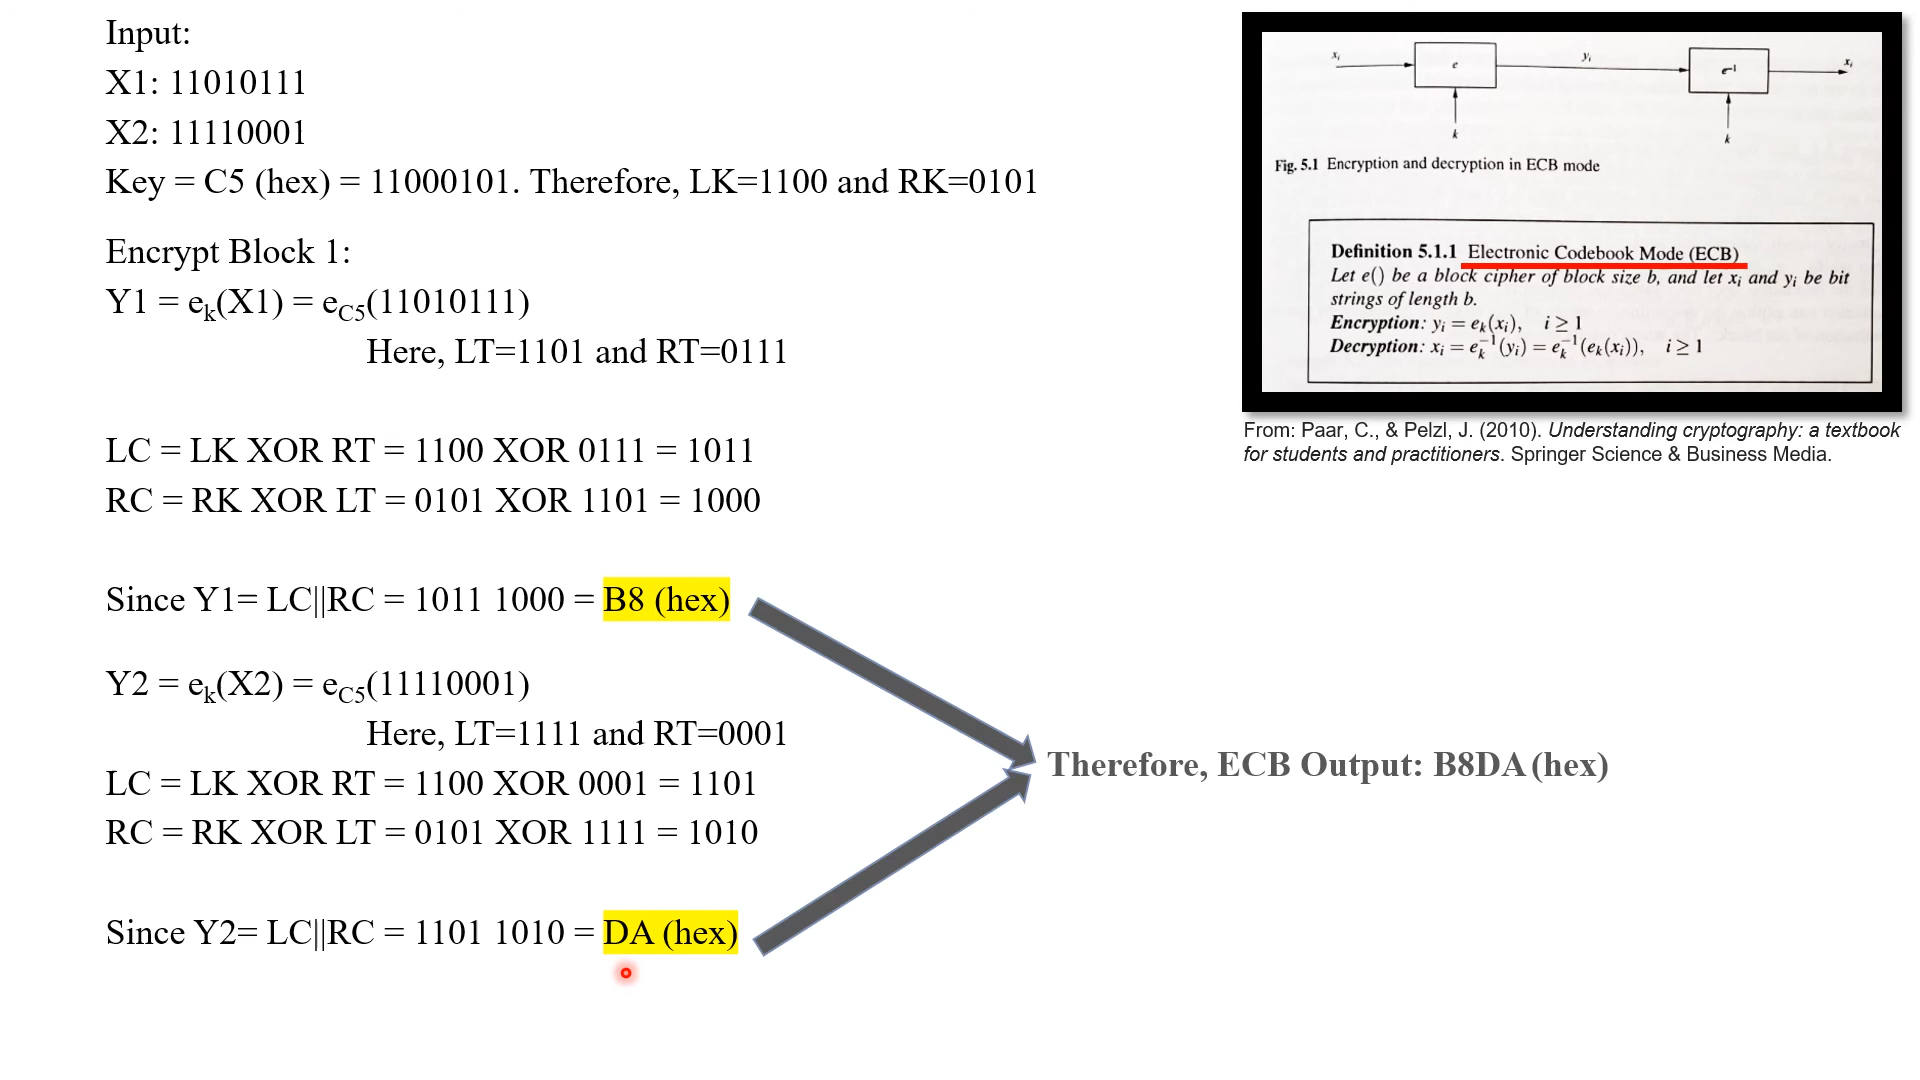 Input:
X1: 11010111
X2: 11110001
Key = C5 (hex) = 11000101. Therefore, LK=1100 and RK=0101
Encrypt Block 1:
Y1 = eₖ(X1) = e_C5(11010111)
Here, LT=1101 and RT=0111
LC = LK XOR RT = 1100 XOR 0111 = 1011
RC = RK XOR LT = 0101 XOR 1101 = 1000
Since Y1= LC||RC = 1011 1000 = B8 (hex)
Y2 = eₖ(X2) = e_C5(11110001)
Here, LT=1111 and RT=0001
LC = LK XOR RT = 1100 XOR 0001 = 1101
RC = RK XOR LT = 0101 XOR 1111 = 1010
Since Y2= LC||RC = 1101 1010 = DA (hex)
Therefore, ECB Output: B8DA (hex)
xᵢ
e
yᵢ
e⁻¹
xᵢ
k
k
Fig. 5.1 Encryption and decryption in ECB mode
Definition 5.1.1 Electronic Codebook Mode (ECB)
Let e() be a block cipher of block size b, and let xᵢ and yᵢ be bit
strings of length b.
Encryption: yᵢ = eₖ(xᵢ), i ≥ 1
Decryption: xᵢ = eₖ⁻¹(yᵢ) = eₖ⁻¹(eₖ(xᵢ)), i ≥ 1
From: Paar, C., & Pelzl, J. (2010). Understanding cryptography: a textbook
for students and practitioners. Springer Science & Business Media.